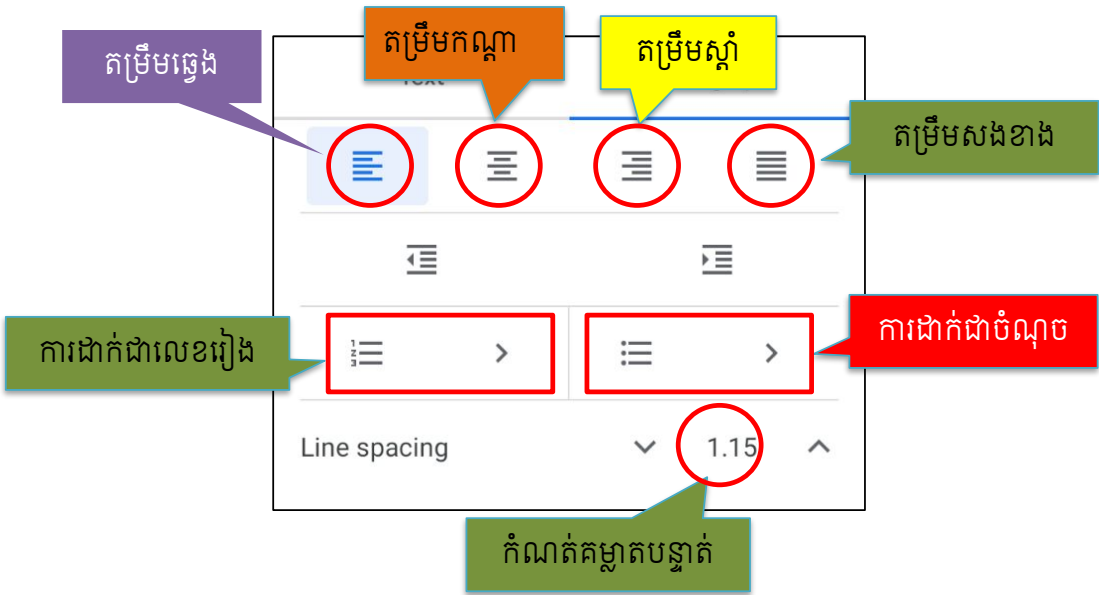 តម្រឹមឆ្វេង
តម្រឹមកណ្តា
តម្រឹមស្តាំ
តម្រឹមសងខាង
ការដាក់ជាលេខរៀង
ការដាក់ជាចំណុច
Line spacing 1.15
កំណត់គម្លាតបន្ទាត់